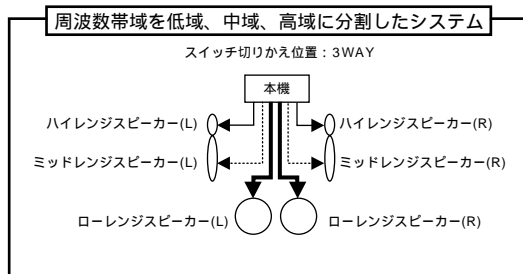 周波数帯域を低域、中域、高域に分割したシステム
スイッチ切りかえ位置：3WAY
本機
ハイレンジスピーカー(L)
ハイレンジスピーカー(R)
ミッドレンジスピーカー(L)
ミッドレンジスピーカー(R)
ローレンジスピーカー(L)
ローレンジスピーカー(R)